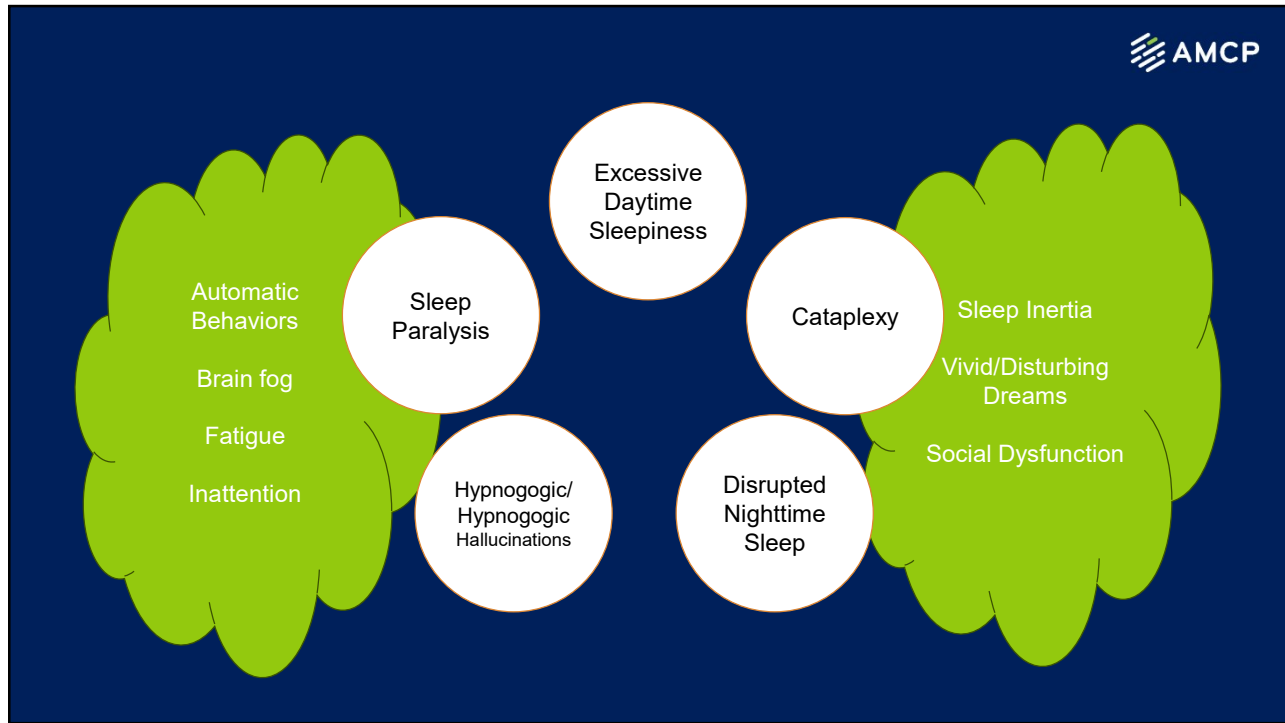 AMCP
Excessive
Daytime
Sleepiness
Sleep
Paralysis
Cataplexy
Hypnogogic/
Hypnogogic
Hallucinations
Disrupted
Nighttime
Sleep
Automatic
Behaviors
Brain fog
Fatigue
Inattention
Sleep Inertia
Vivid/Disturbing
Dreams
Social Dysfunction